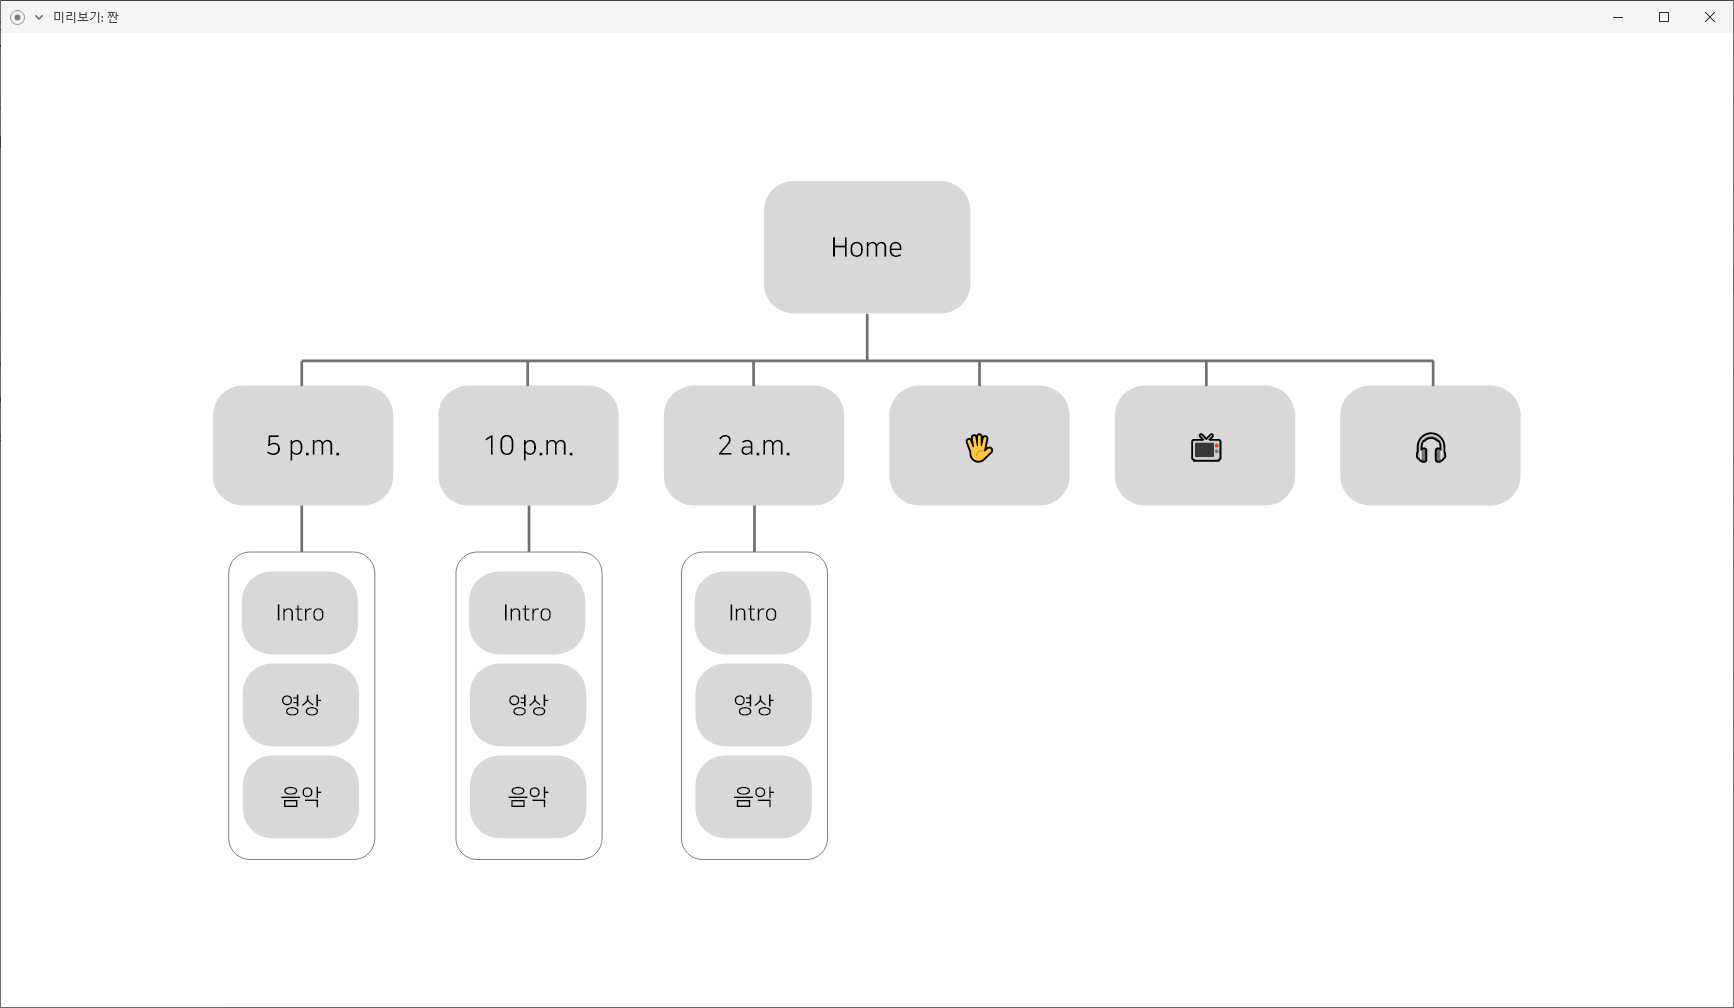 미리보기: 짠
Home
5 p.m.
10 p.m.
2 a.m.
Intro
영상
음악
Intro
영상
음악
Intro
영상
음악